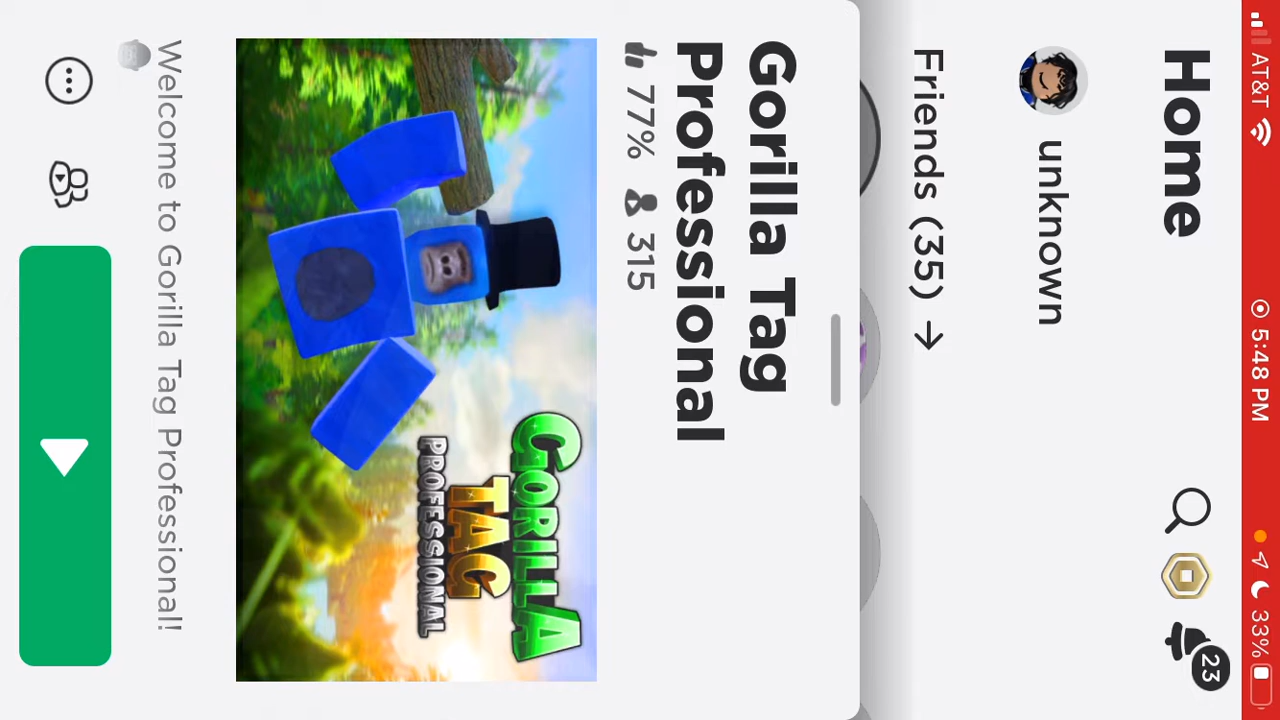 AT&T 5:48 PM 33%
Home
23
unknown
Friends (35) →
Gorilla Tag
Professional
77% 315
GORILLA
TAG
PROFESSIONAL
Welcome to Gorilla Tag Professional!